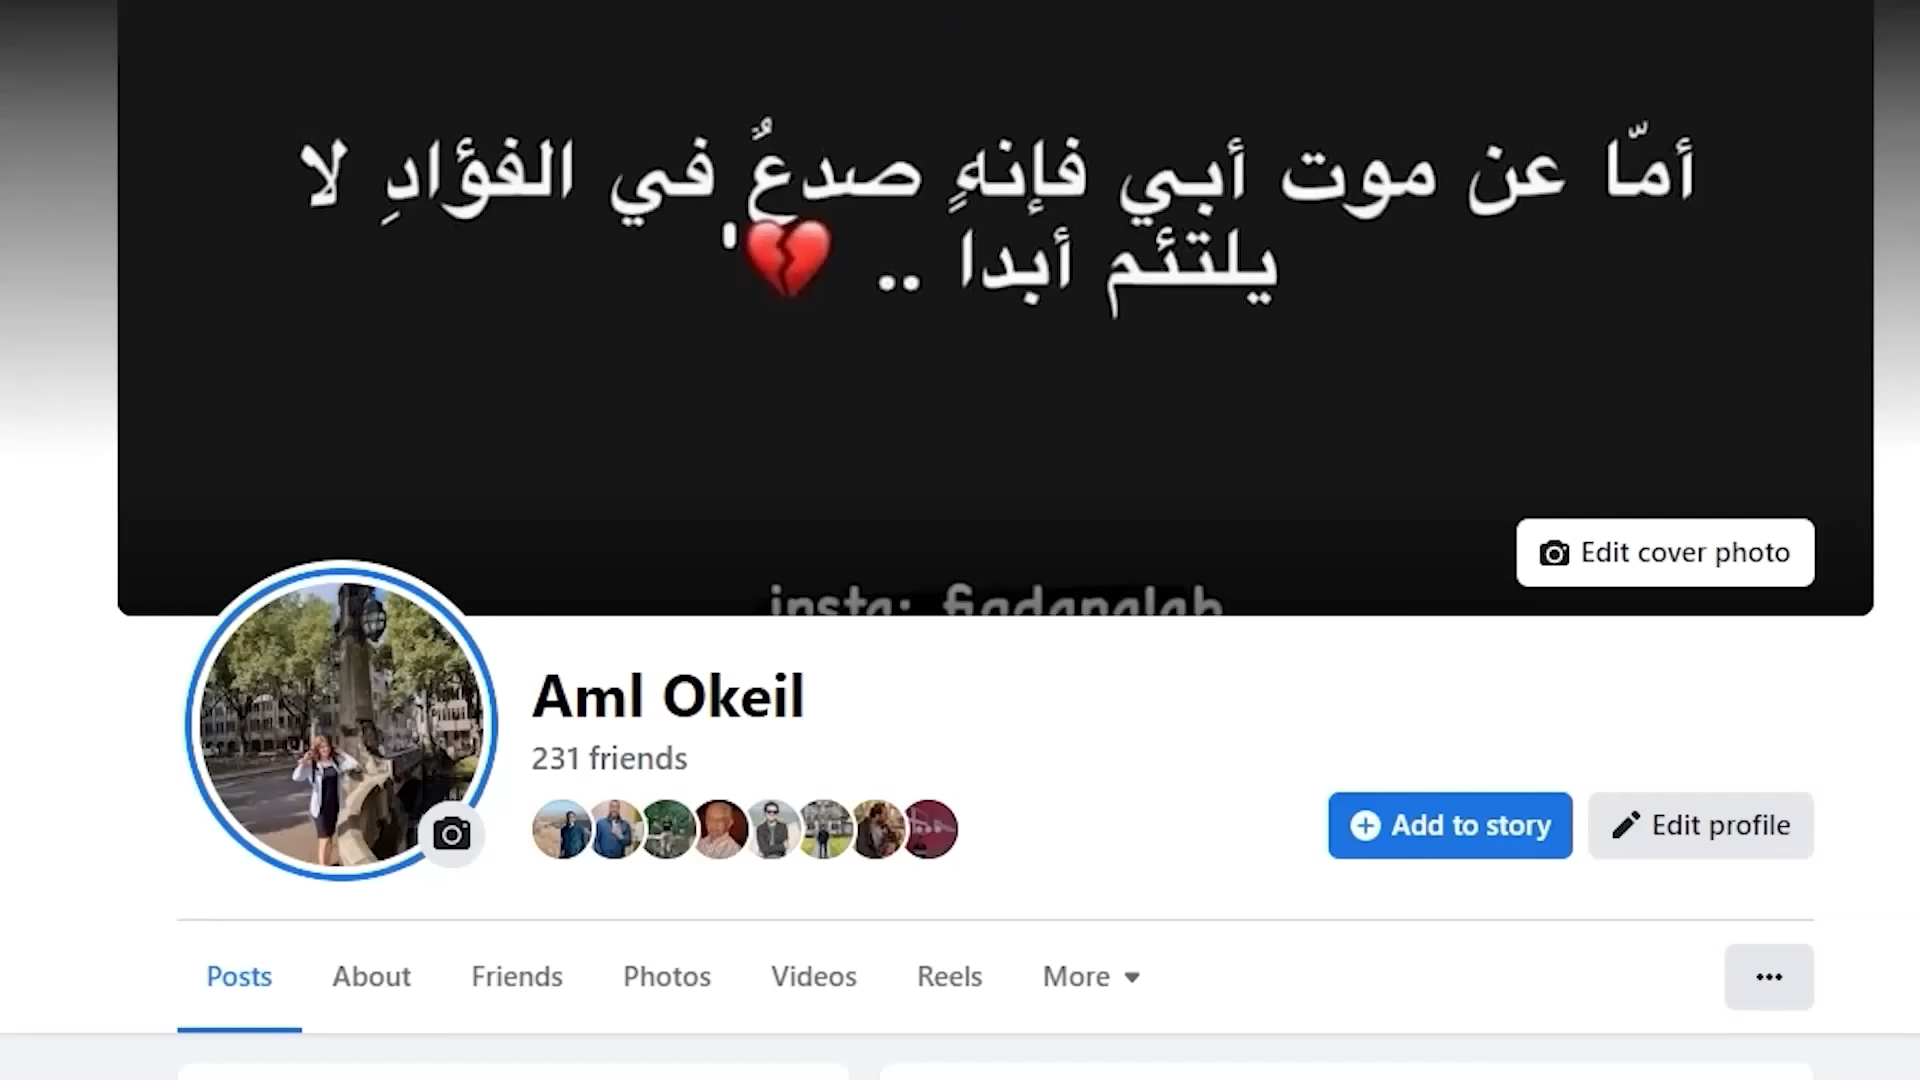 أمّا عن موت أبي فإنهٍ صدعٌ في الفؤادِ لا
يلتئم أبدا .. 💔'
Edit cover photo
insta:
Aml Okeil
231 friends
Add to story
Edit profile
Posts
About
Friends
Photos
Videos
Reels
More